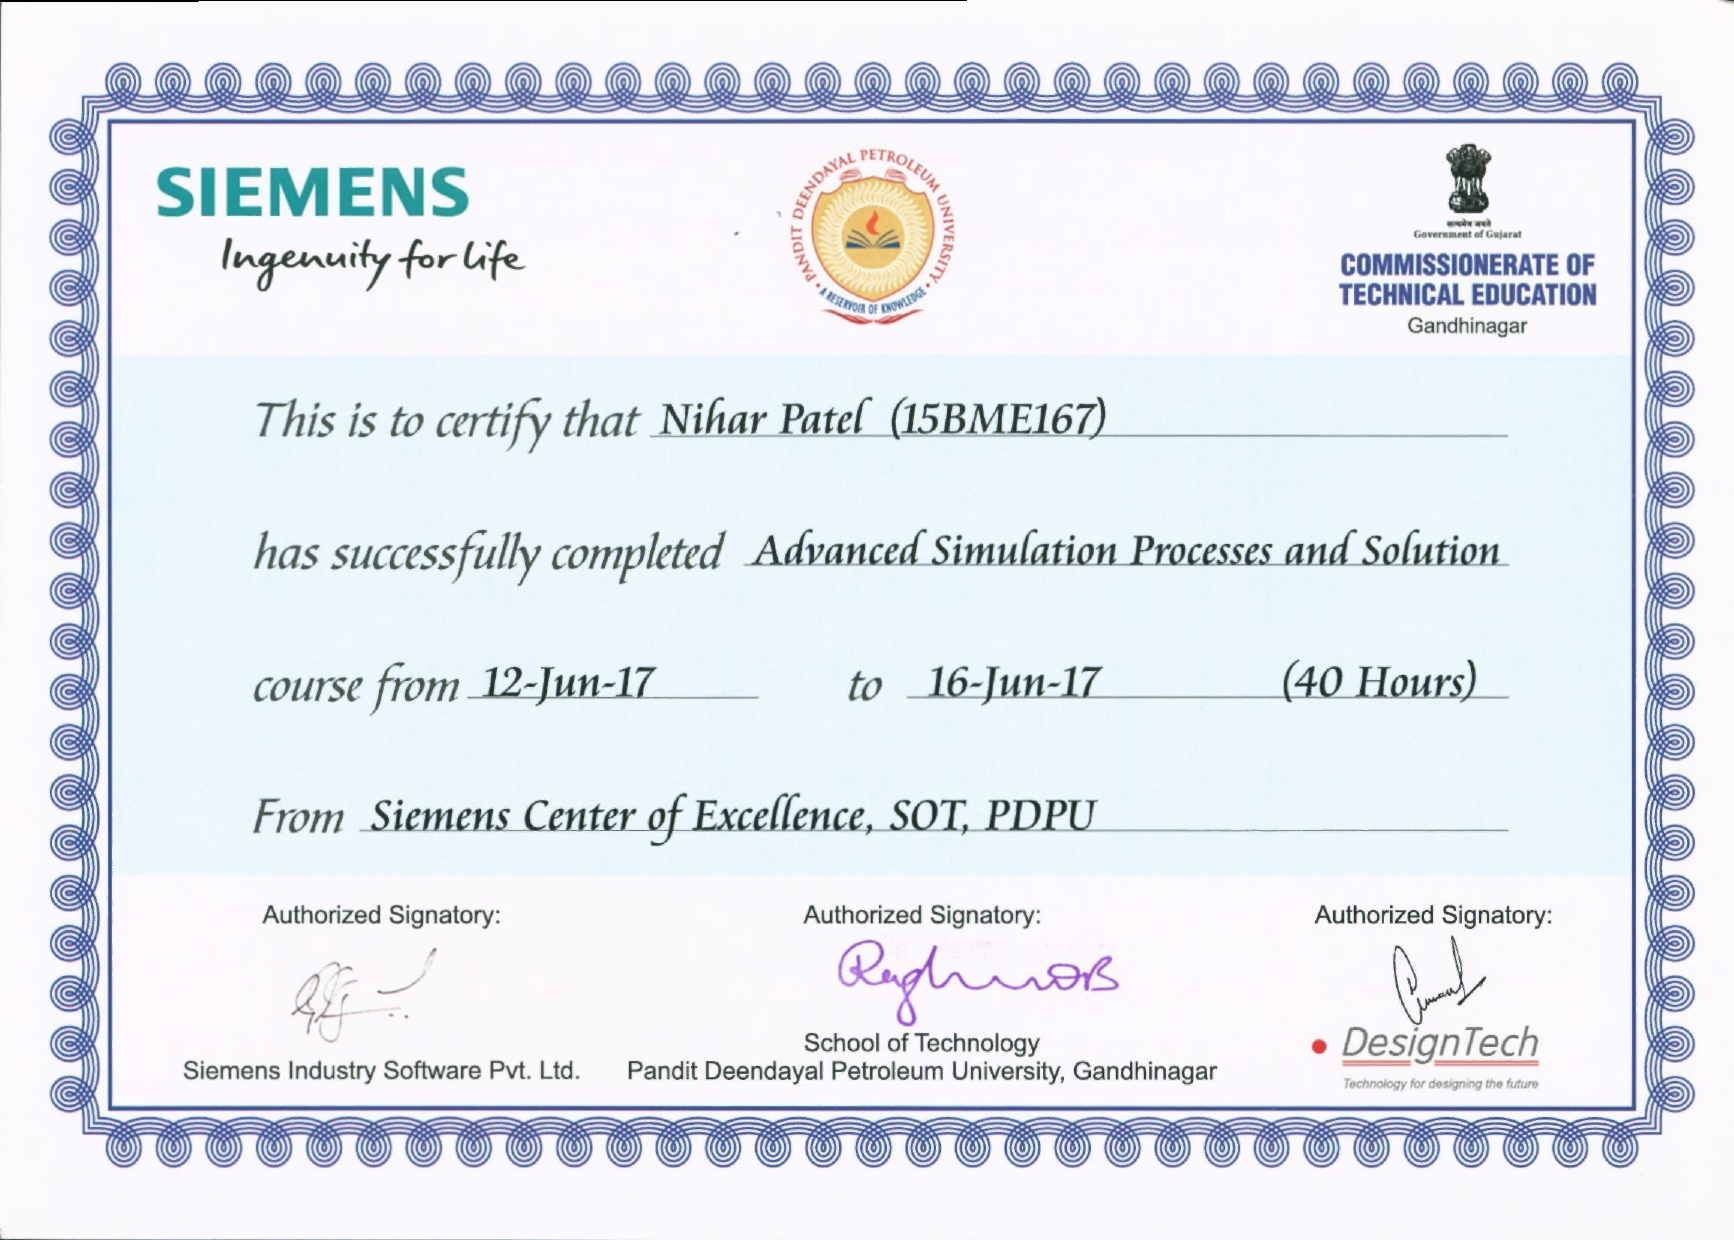 SIEMENS
Ingenuity for life
PANDIT DEENDAYAL PETROLEUM UNIVERSITY
A RESERVOIR OF KNOWLEDGE
सत्यमेव जयते
Government of Gujarat
COMMISSIONERATE OF
TECHNICAL EDUCATION
Gandhinagar
This is to certify that Nihar Patel (15BME167)
has successfully completed Advanced Simulation Processes and Solution
course from 12-Jun-17 to 16-Jun-17 (40 Hours)
From Siemens Center of Excellence, SOT, PDPU
Authorized Signatory: Authorized Signatory: Authorized Signatory:
School of Technology
Siemens Industry Software Pvt. Ltd. Pandit Deendayal Petroleum University, Gandhinagar
DesignTech
Technology for designing the future